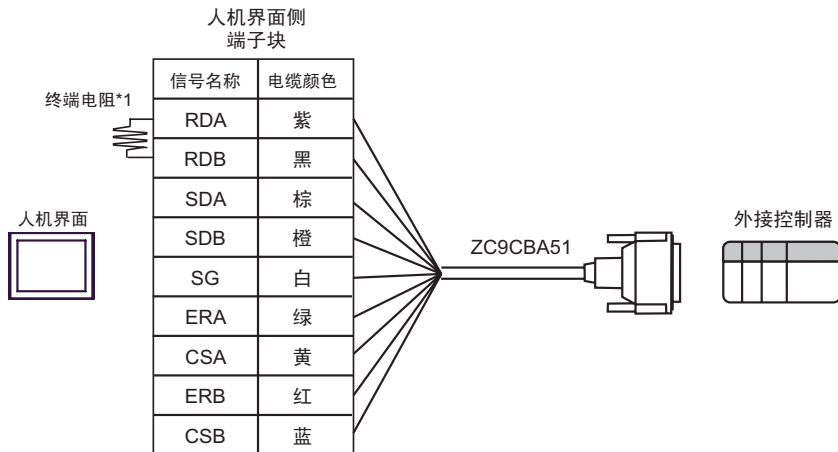 人机界面侧
端子块
信号名称 电缆颜色
终端电阻*1
RDA 紫
RDB 黑
SDA 棕
SDB 橙
SG 白
ERA 绿
CSA 黄
ERB 红
CSB 蓝
人机界面
ZC9CBA51
外接控制器